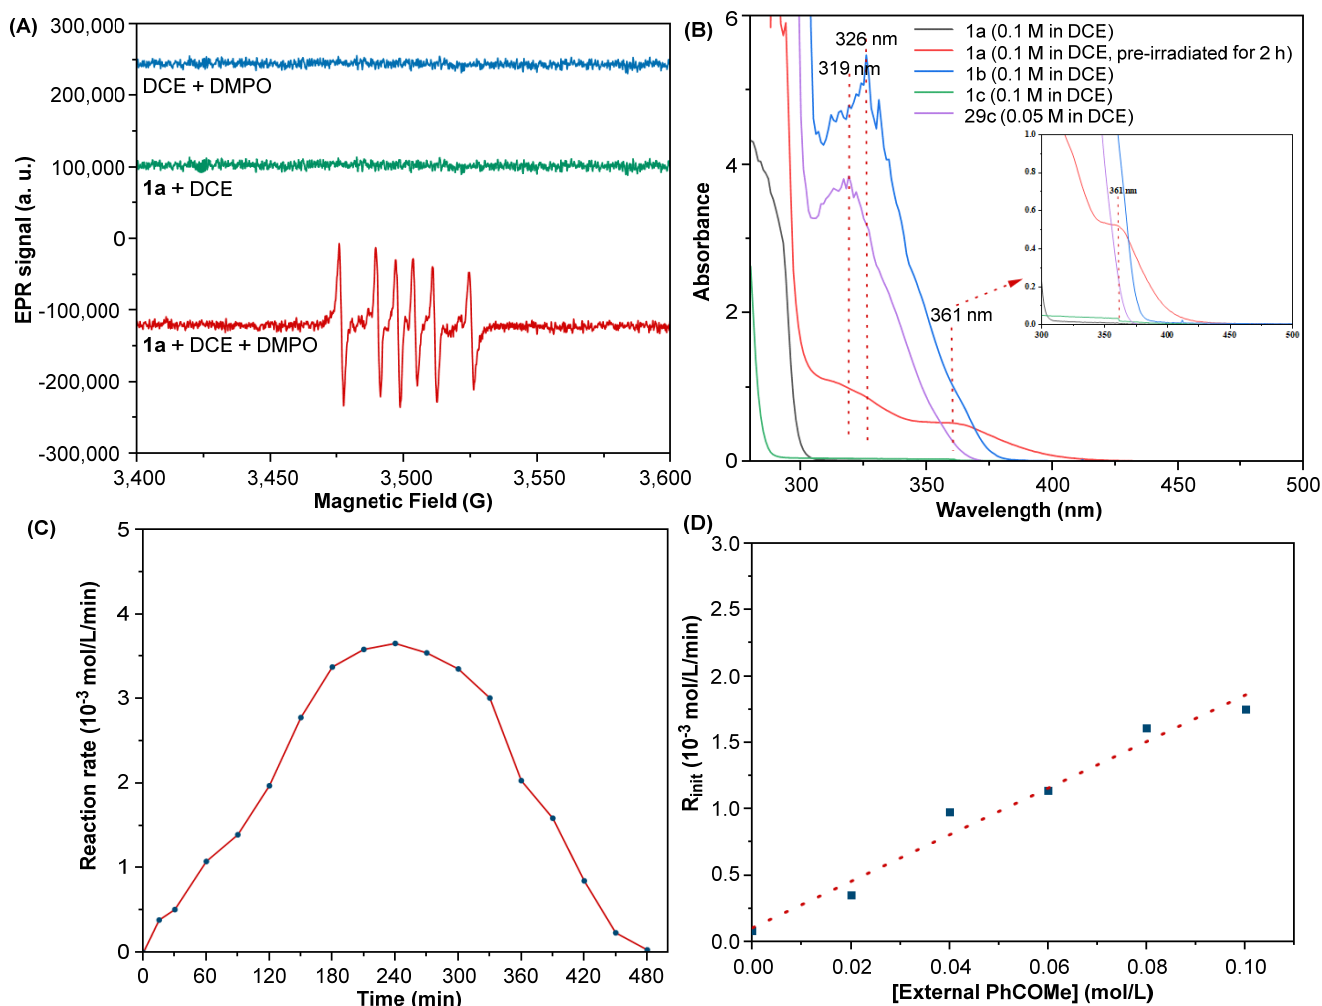 (A)
300,000
200,000
100,000
0
-100,000
-200,000
-300,000
EPR signal (a. u.)
DCE + DMPO
1a + DCE
1a + DCE + DMPO
3,400
3,450
3,500
3,550
3,600
Magnetic Field (G)
(B)
6
4
2
0
Absorbance
326 nm
319 nm
361 nm
1a (0.1 M in DCE)
1a (0.1 M in DCE, pre-irradiated for 2 h)
1b (0.1 M in DCE)
1c (0.1 M in DCE)
29c (0.05 M in DCE)
1.0
0.8
0.6
0.4
0.2
0.0
361 nm
300
350
400
450
500
300
350
400
450
500
Wavelength (nm)
(C)
5
4
3
2
1
0
Reaction rate (10-3 mol/L/min)
0
60
120
180
240
300
360
420
480
Time (min)
(D)
3.0
2.5
2.0
1.5
1.0
0.5
0.0
Rinit (10-3 mol/L/min)
0.00
0.02
0.04
0.06
0.08
0.10
[External PhCOMe] (mol/L)